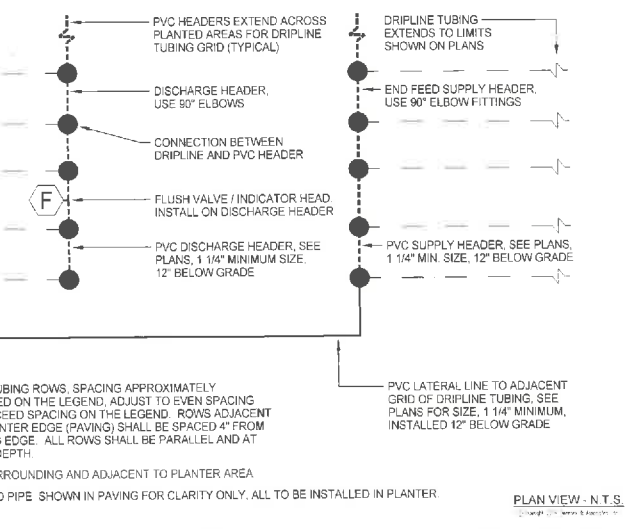 PVC HEADERS EXTEND ACROSS
PLANTED AREAS FOR DRIPLINE
TUBING GRID (TYPICAL)
DRIPLINE TUBING
EXTENDS TO LIMITS
SHOWN ON PLANS
DISCHARGE HEADER,
USE 90° ELBOWS
END FEED SUPPLY HEADER,
USE 90° ELBOW FITTINGS
CONNECTION BETWEEN
DRIPLINE AND PVC HEADER
F
FLUSH VALVE / INDICATOR HEAD.
INSTALL ON DISCHARGE HEADER
PVC DISCHARGE HEADER, SEE
PLANS, 1 1/4" MINIMUM SIZE,
12" BELOW GRADE
PVC SUPPLY HEADER, SEE PLANS,
1 1/4" MIN. SIZE, 12" BELOW GRADE
PVC LATERAL LINE TO ADJACENT
GRID OF DRIPLINE TUBING, SEE
PLANS FOR SIZE, 1 1/4" MINIMUM,
INSTALLED 12" BELOW GRADE
UBING ROWS, SPACING APPROXIMATELY
ED ON THE LEGEND, ADJUST TO EVEN SPACING
CEED SPACING ON THE LEGEND. ROWS ADJACENT
NTER EDGE (PAVING) SHALL BE SPACED 4" FROM
EDGE. ALL ROWS SHALL BE PARALLEL AND AT
DEPTH.
RROUNDING AND ADJACENT TO PLANTER AREA
PIPE SHOWN IN PAVING FOR CLARITY ONLY, ALL TO BE INSTALLED IN PLANTER.
PLAN VIEW - N.T.S.